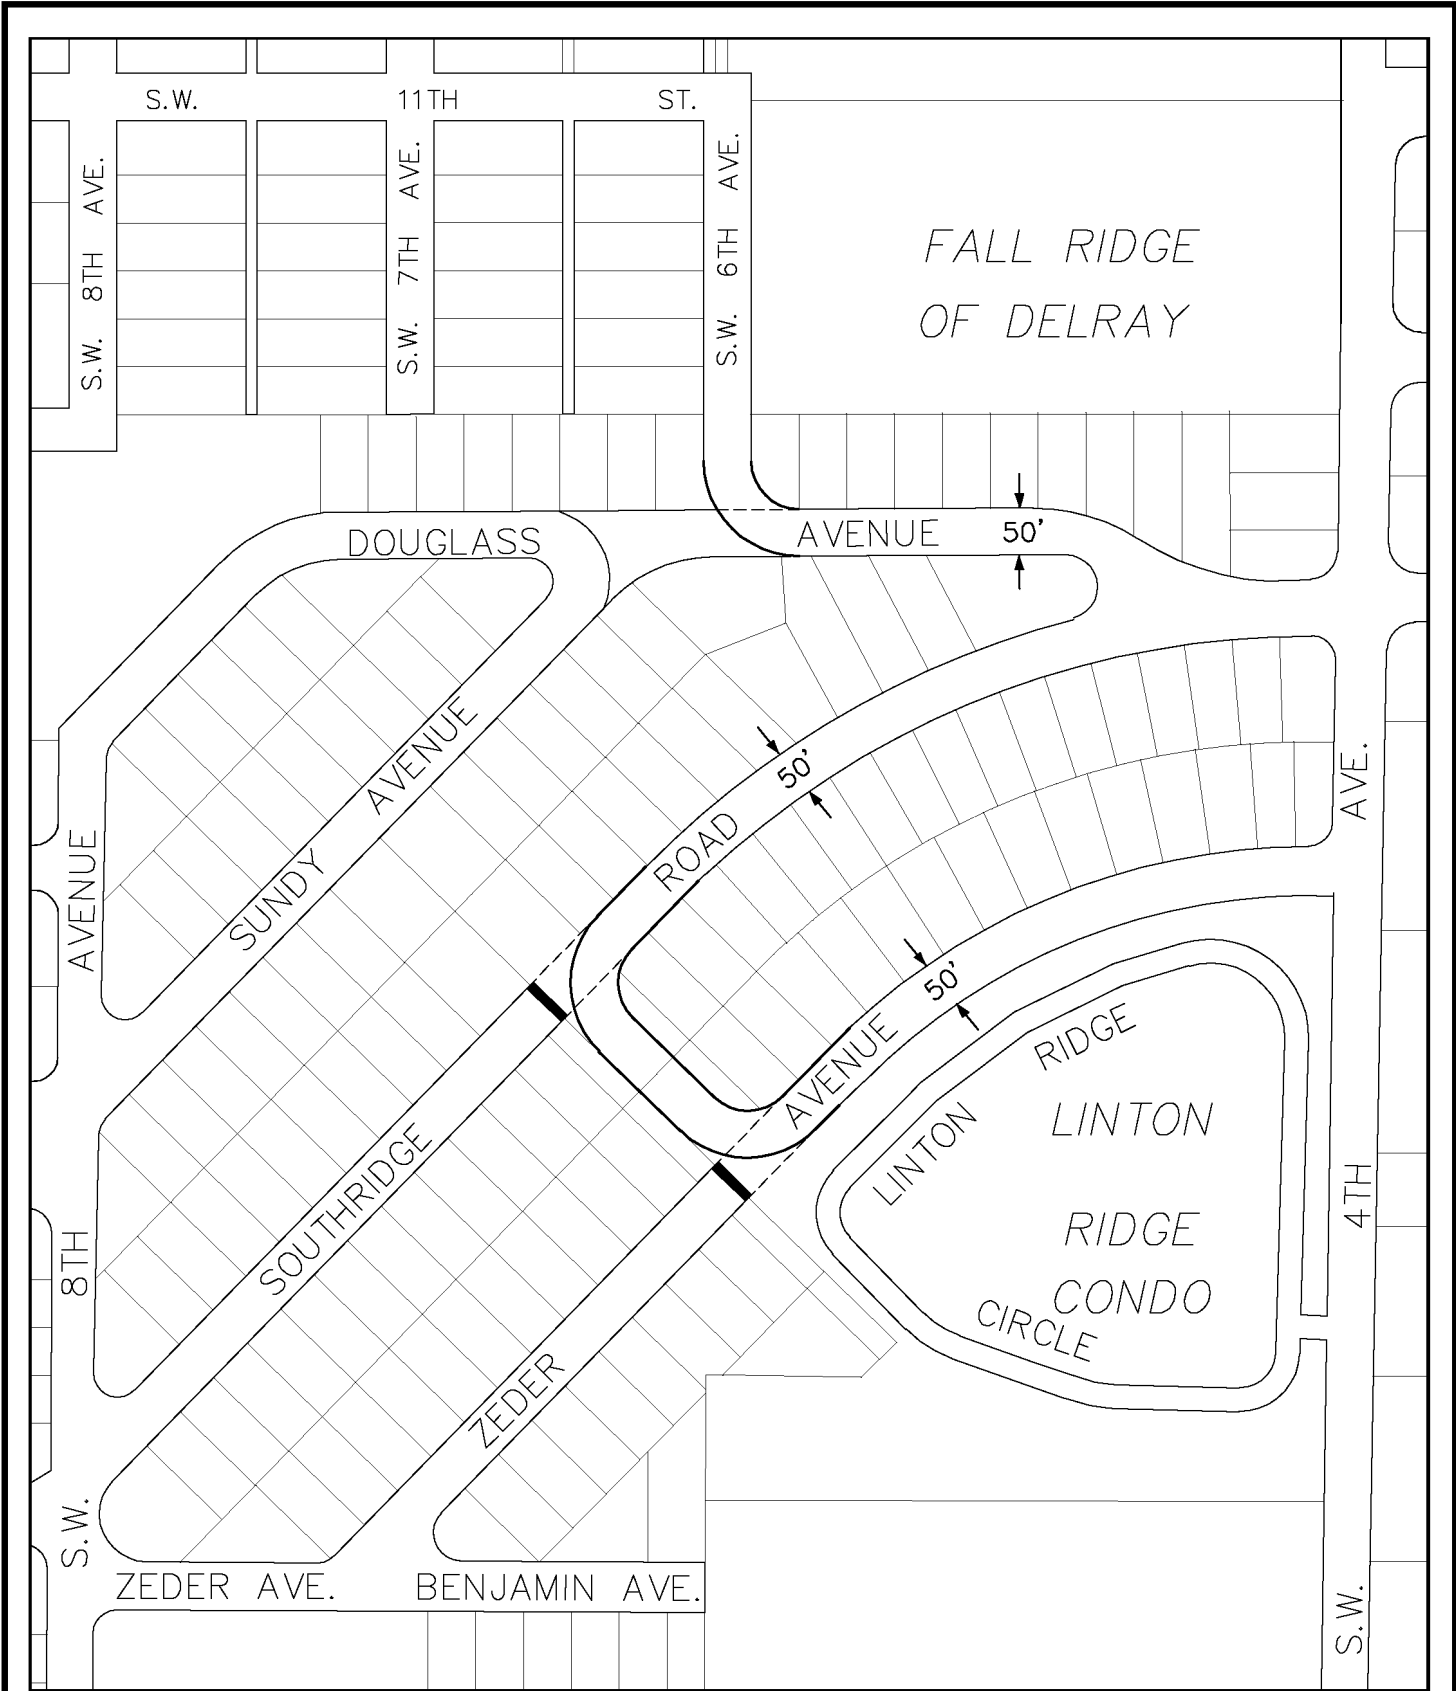 S.W. 11TH ST.
S.W. 8TH AVE.
S.W. 7TH AVE.
S.W. 6TH AVE.
FALL RIDGE
OF DELRAY
DOUGLASS AVENUE
50'
SUNDY AVENUE
50'
SOUTHRIDGE ROAD
50'
ZEDER AVENUE
LINTON RIDGE CIRCLE
LINTON
RIDGE
CONDO
S.W. 8TH AVENUE
S.W. 4TH AVE.
ZEDER AVE.
BENJAMIN AVE.